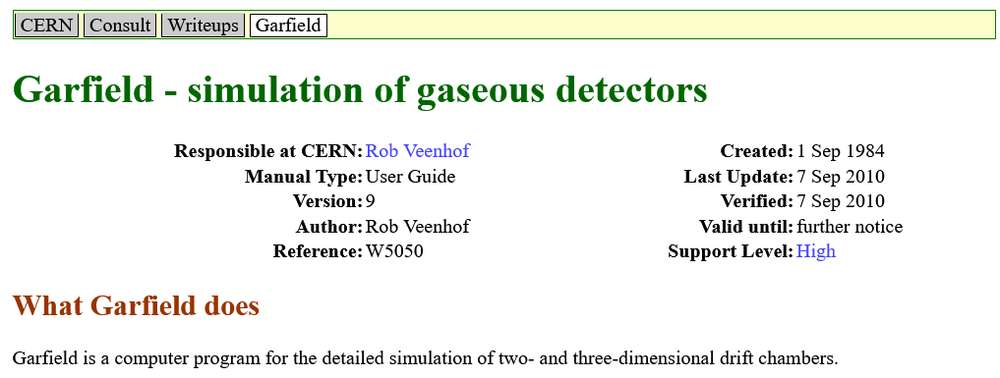 CERN Consult Writeups Garfield
Garfield - simulation of gaseous detectors
Responsible at CERN: Rob Veenhof Created: 1 Sep 1984
Manual Type: User Guide Last Update: 7 Sep 2010
Version: 9 Verified: 7 Sep 2010
Author: Rob Veenhof Valid until: further notice
Reference: W5050 Support Level: High
What Garfield does
Garfield is a computer program for the detailed simulation of two- and three-dimensional drift chambers.